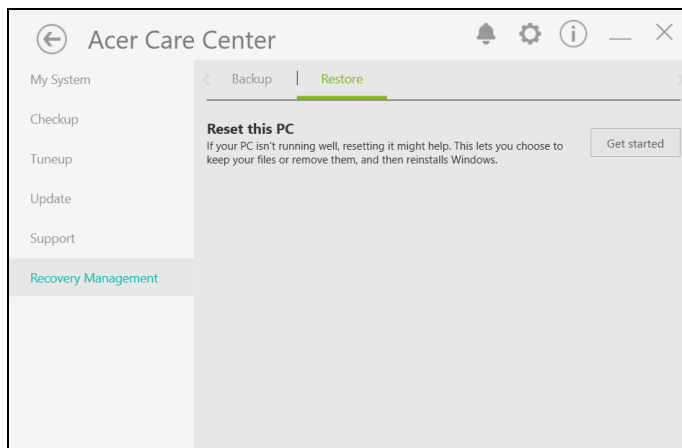 Acer Care Center
My System
Checkup
Tuneup
Update
Support
Recovery Management
Backup
Restore
Reset this PC
If your PC isn't running well, resetting it might help. This lets you choose to
keep your files or remove them, and then reinstalls Windows.
Get started